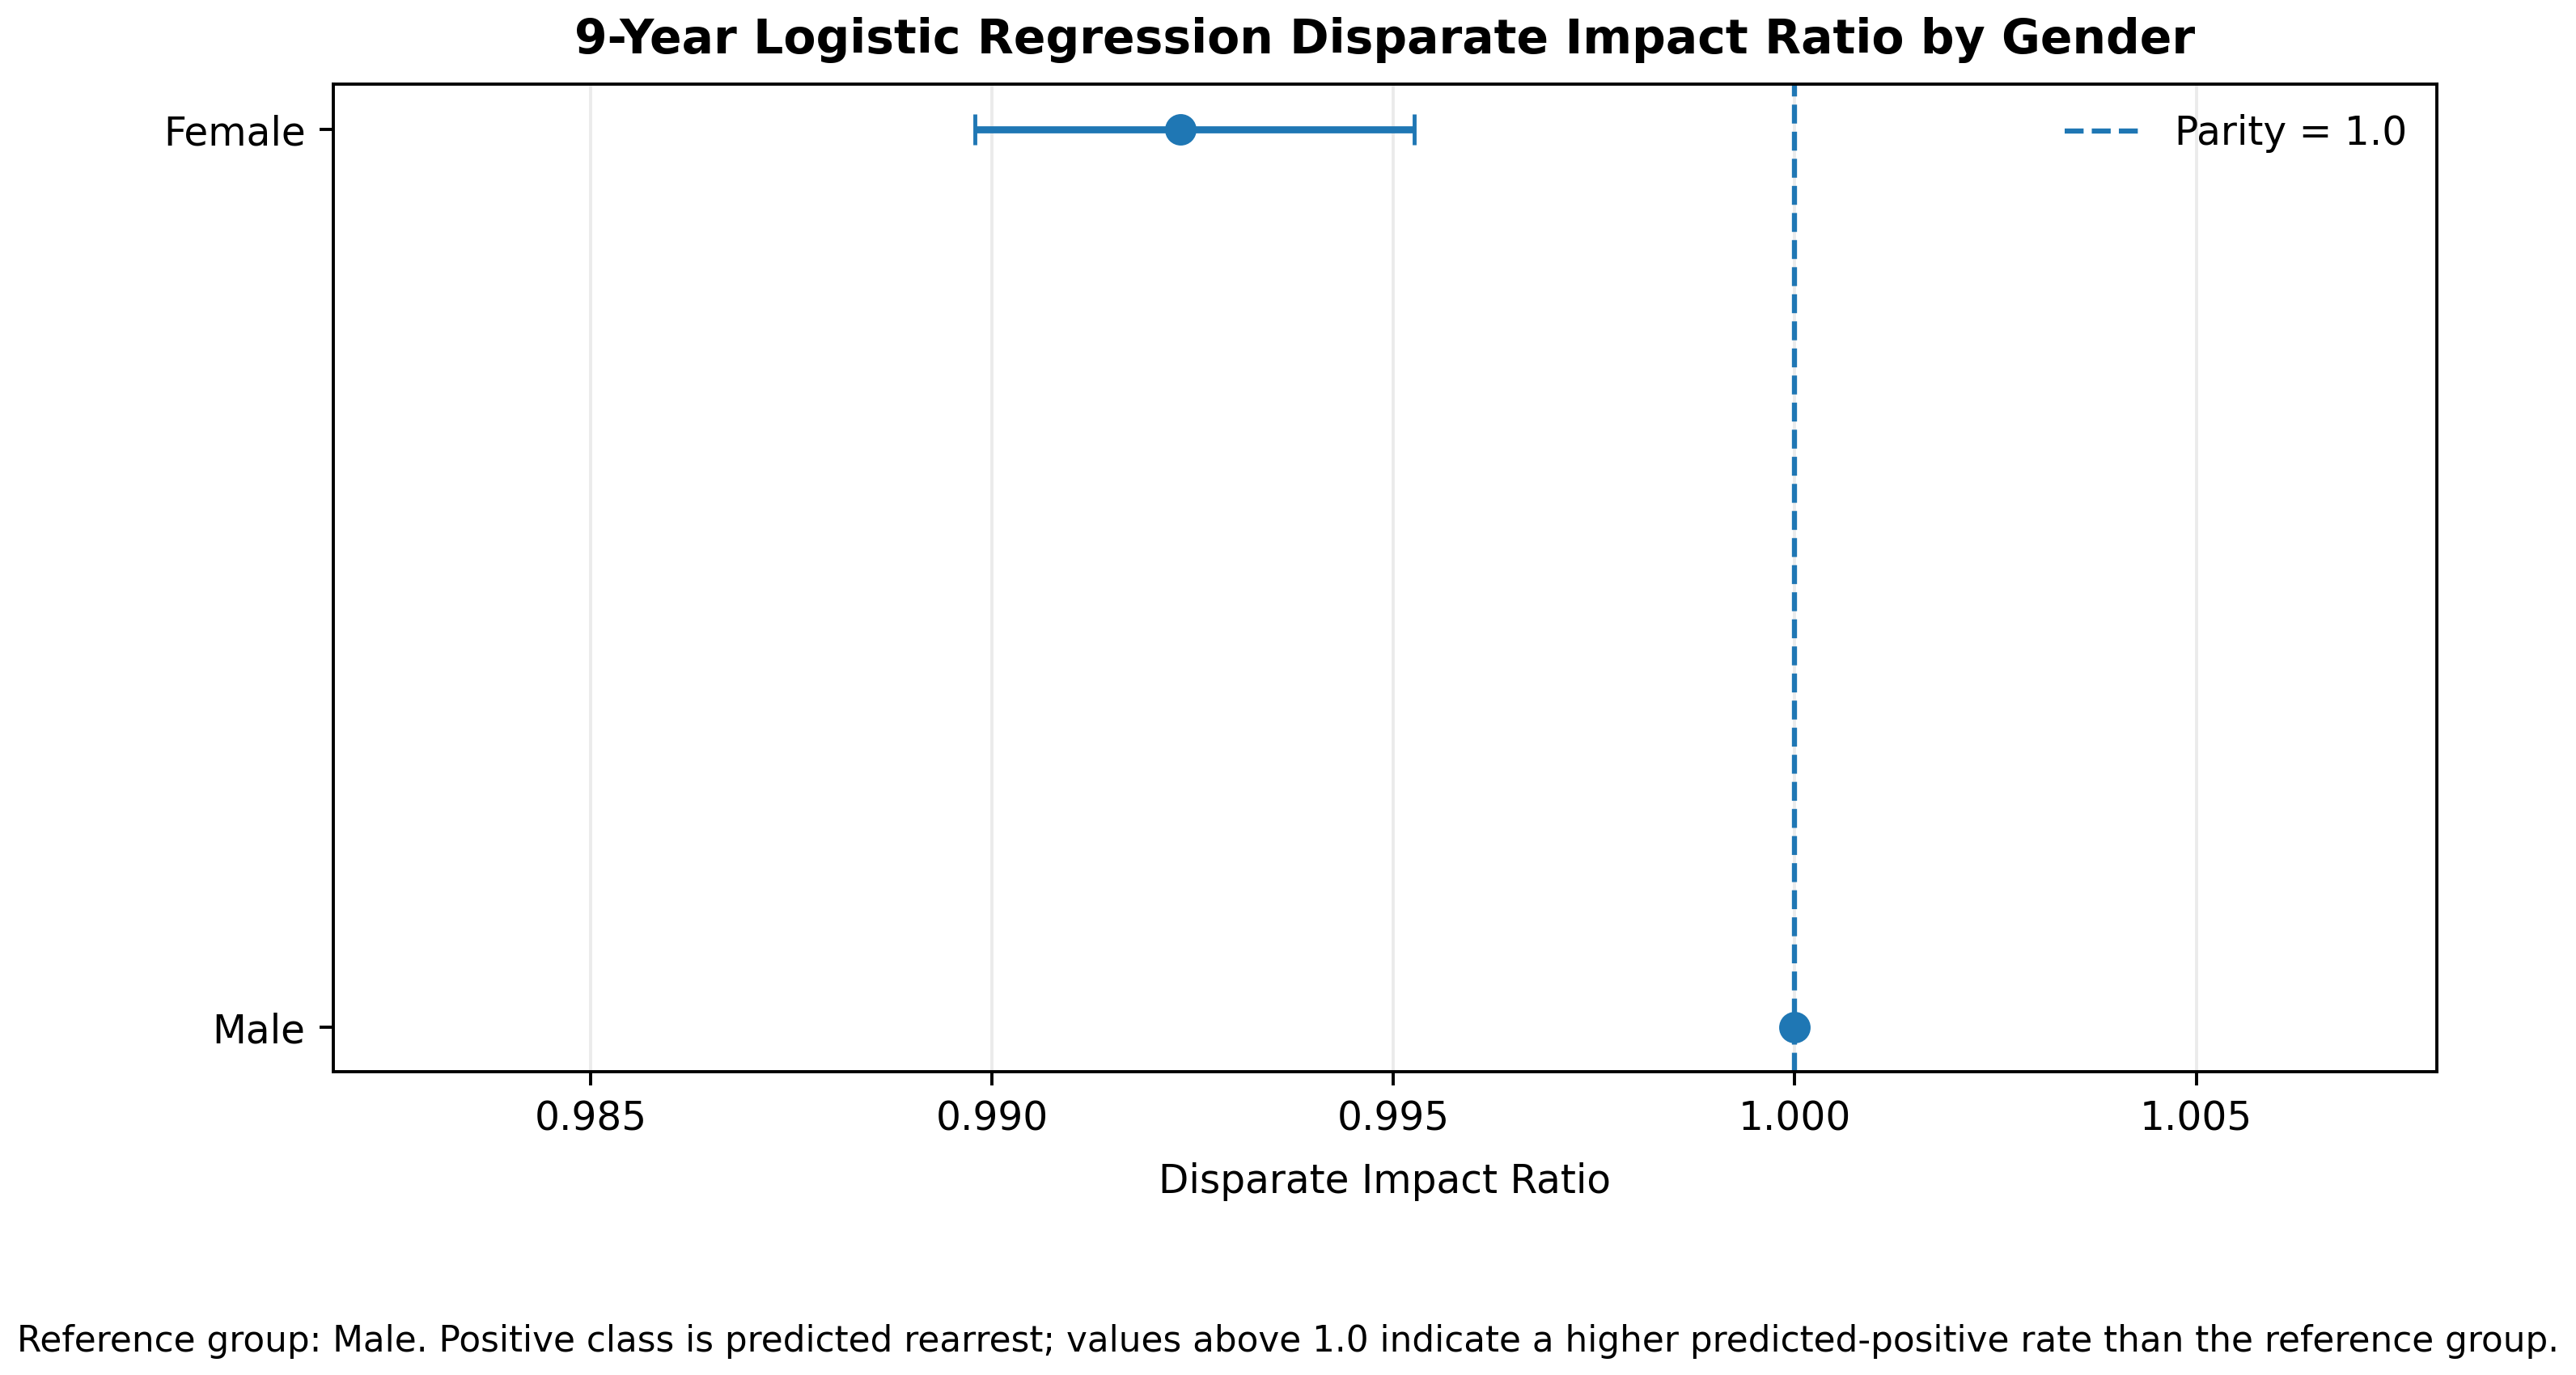 9-Year Logistic Regression Disparate Impact Ratio by Gender
Female
Parity = 1.0
Male
0.985 0.990 0.995 1.000 1.005
Disparate Impact Ratio
Reference group: Male. Positive class is predicted rearrest; values above 1.0 indicate a higher predicted-positive rate than the reference group.